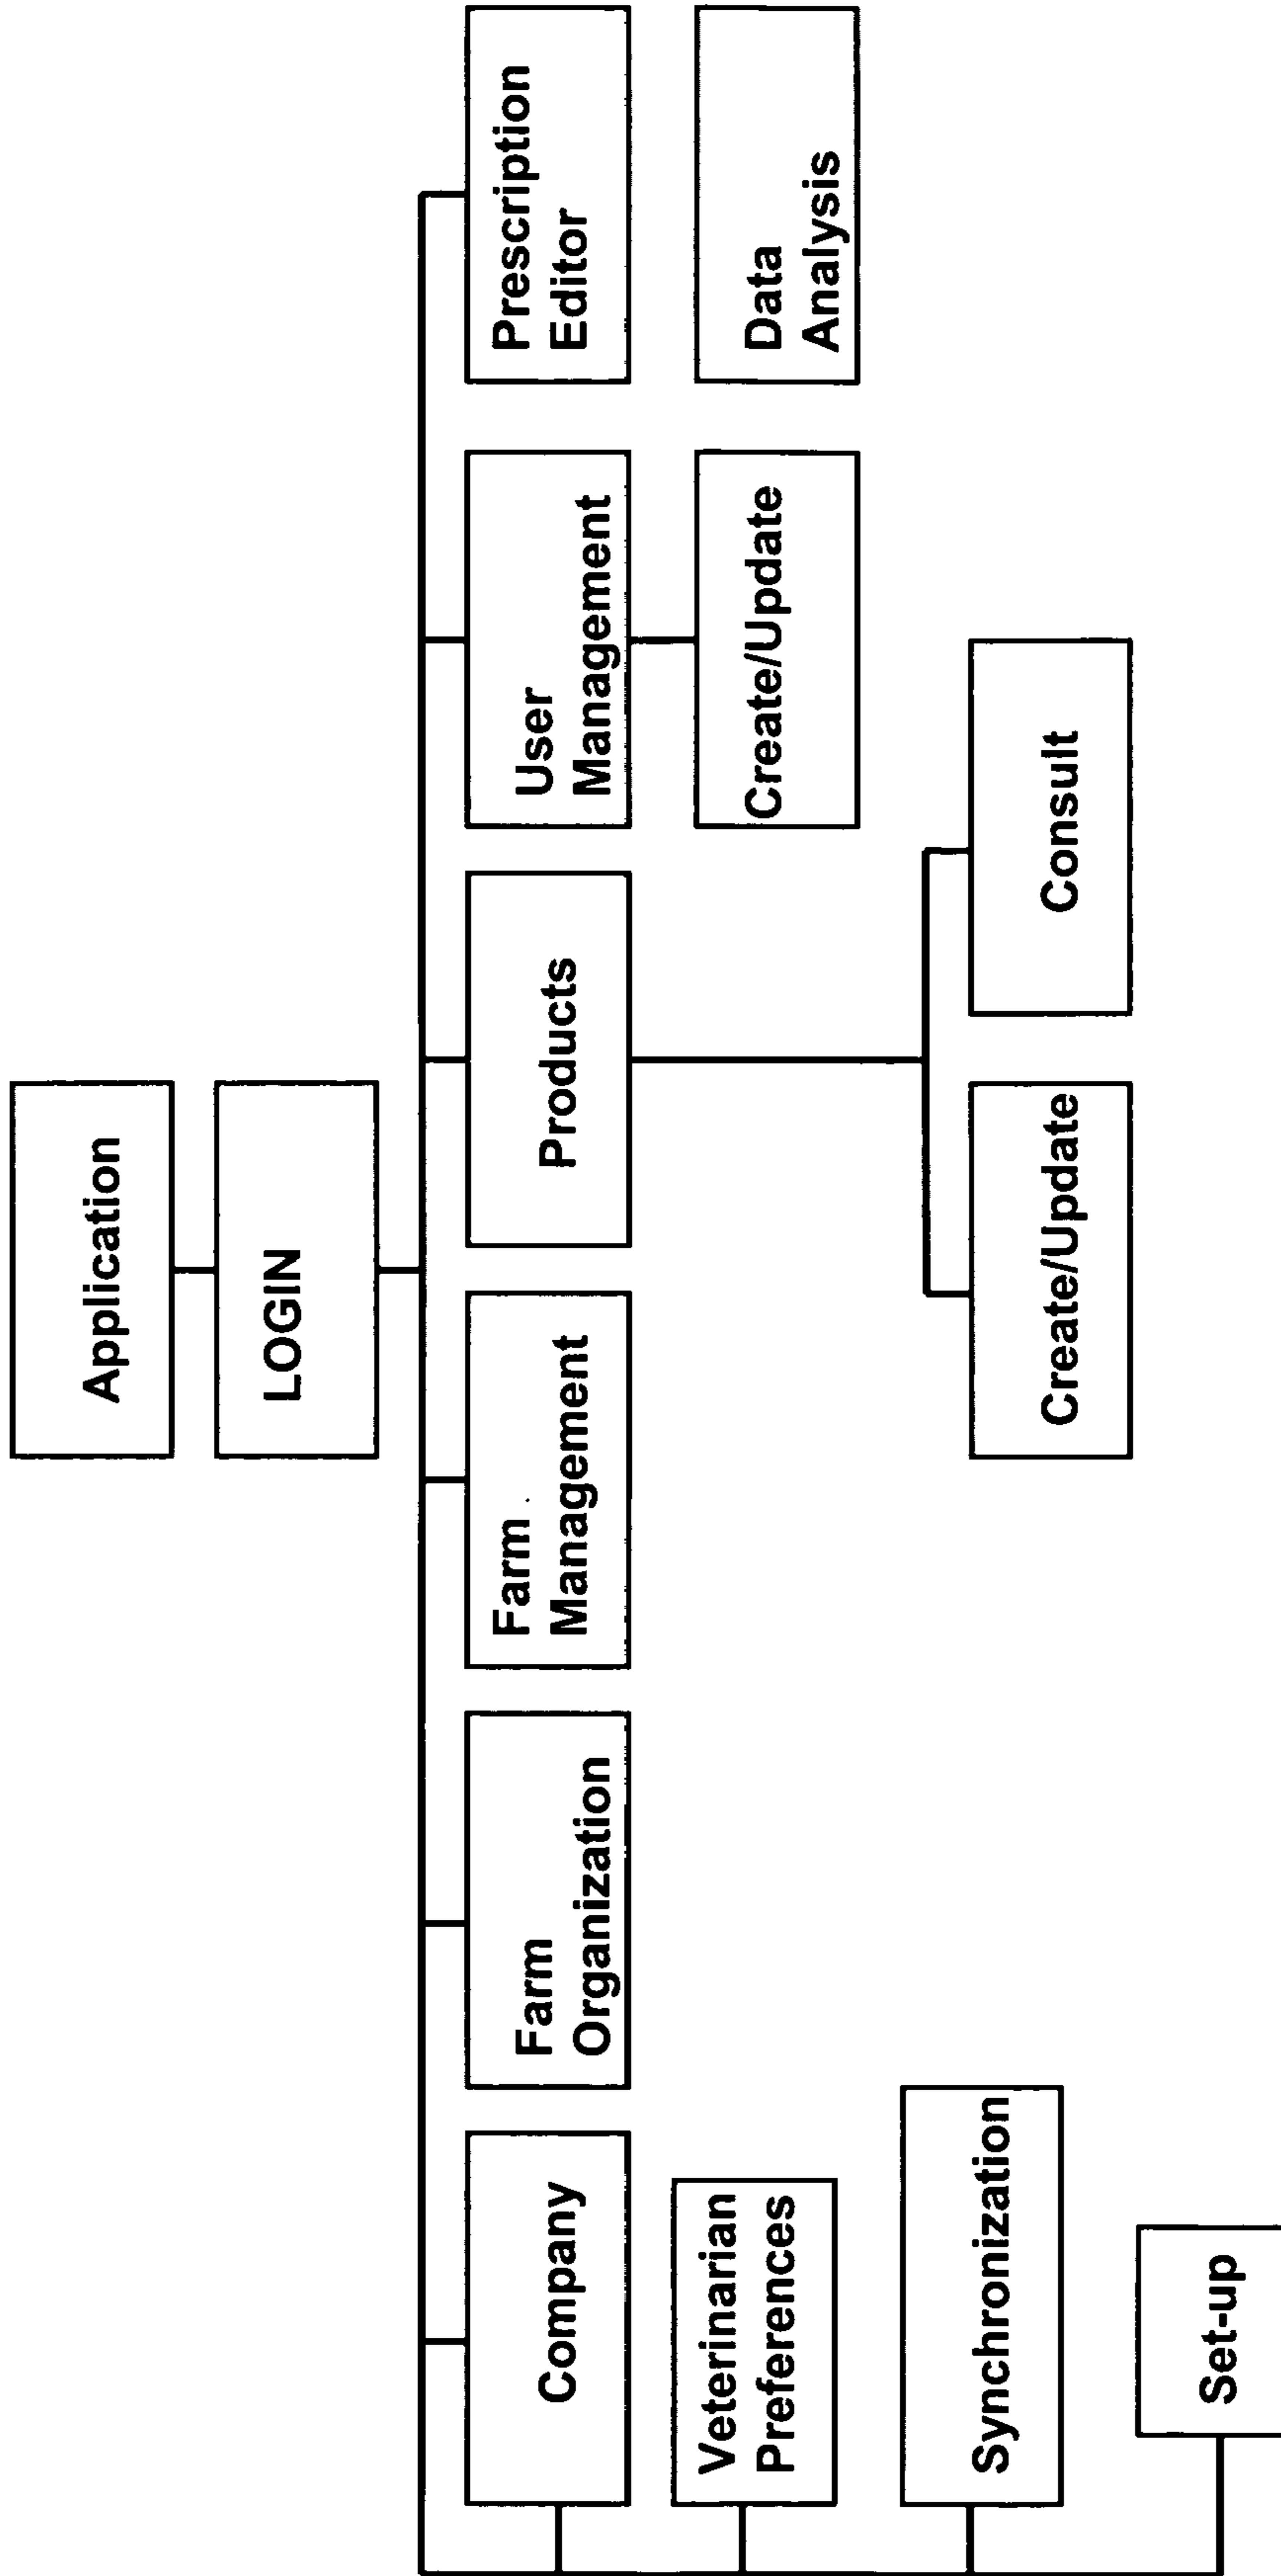 Application
LOGIN
Company
Farm
Organization
Farm
Management
Products
User
Management
Prescription
Editor
Veterinarian
Preferences
Create/Update
Data
Analysis
Synchronization
Create/Update
Consult
Set-up